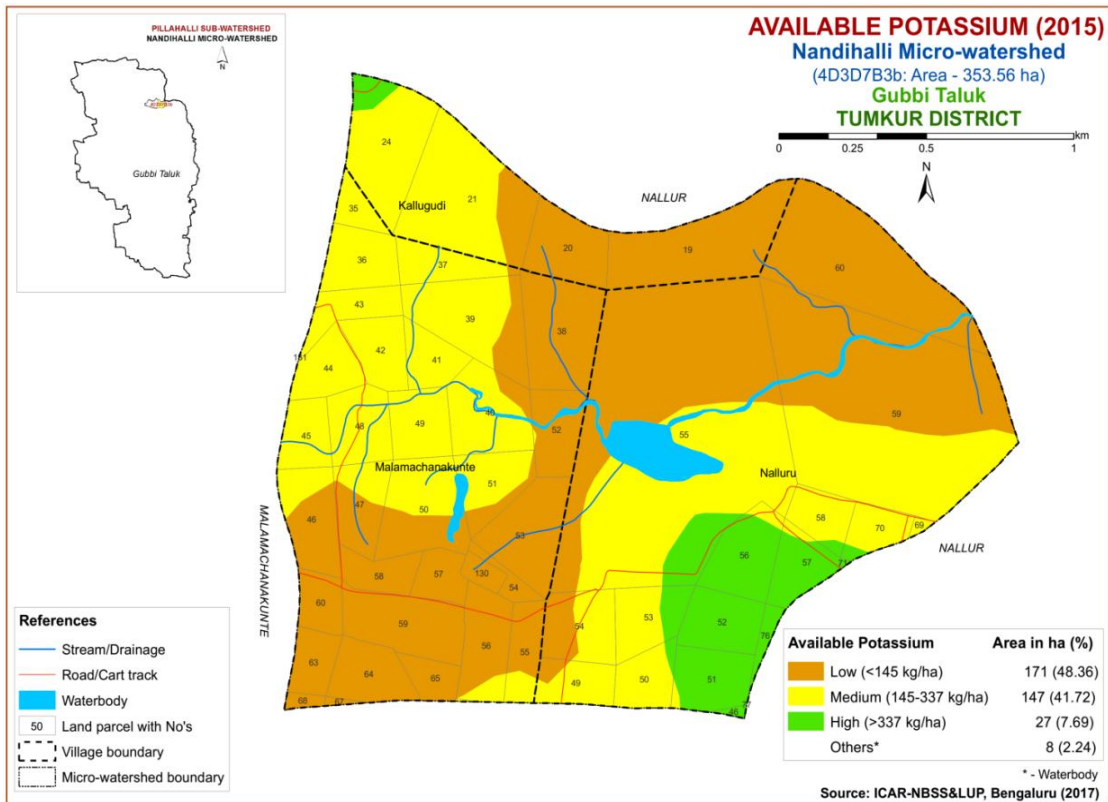 PILLAHALLI SUB-WATERSHED
NANDIHALLI MICRO-WATERSHED
N
Gubbi Taluk
AVAILABLE POTASSIUM (2015)
Nandihalli Micro-watershed
(4D3D7B3b: Area - 353.56 ha)
Gubbi Taluk
TUMKUR DISTRICT
km
0 0.25 0.5 1
N
24
21
NALLUR
35
Kallugudi
20
19
60
36
37
43
39
38
42
41
44
59
49
48
45
52
55
Malamachanakunte
Nalluru
51
50
47
46
MALAMACHANAKUNTE
53
58
70
69
NALLUR
56
57
71
58
57
130
54
60
59
54
53
52
76
56
55
63
64
65
49
50
51
68
67
46
References
Stream/Drainage
Road/Cart track
Waterbody
50 Land parcel with No's
Village boundary
Micro-watershed boundary
Available Potassium Area in ha (%)
Low (<145 kg/ha) 171 (48.36)
Medium (145-337 kg/ha) 147 (41.72)
High (>337 kg/ha) 27 (7.69)
Others* 8 (2.24)
* - Waterbody
Source: ICAR-NBSS&LUP, Bengaluru (2017)